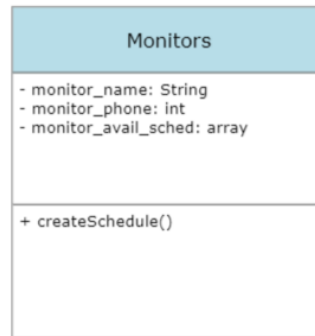 Monitors
- monitor_name: String
- monitor_phone: int
- monitor_avail_sched: array
+ createSchedule()